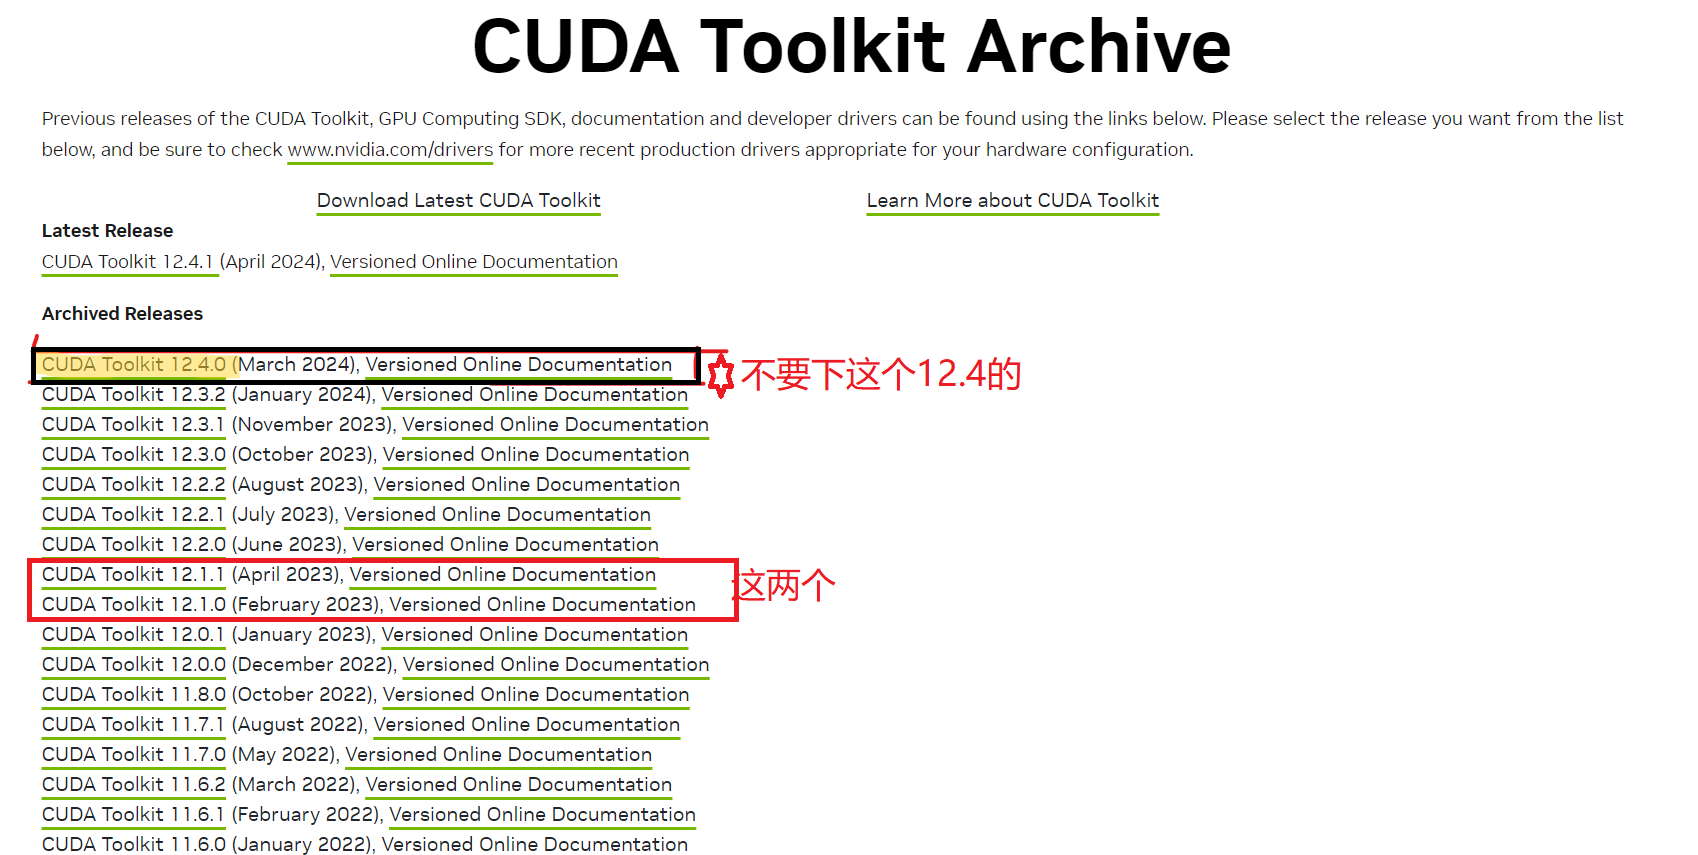 CUDA Toolkit Archive
Previous releases of the CUDA Toolkit, GPU Computing SDK, documentation and developer drivers can be found using the links below. Please select the release you want from the list
below, and be sure to check www.nvidia.com/drivers for more recent production drivers appropriate for your hardware configuration.
Download Latest CUDA Toolkit Learn More about CUDA Toolkit
Latest Release
CUDA Toolkit 12.4.1 (April 2024), Versioned Online Documentation
Archived Releases
CUDA Toolkit 12.4.0 (March 2024), Versioned Online Documentation 不要下这个12.4的
CUDA Toolkit 12.3.2 (January 2024), Versioned Online Documentation
CUDA Toolkit 12.3.1 (November 2023), Versioned Online Documentation
CUDA Toolkit 12.3.0 (October 2023), Versioned Online Documentation
CUDA Toolkit 12.2.2 (August 2023), Versioned Online Documentation
CUDA Toolkit 12.2.1 (July 2023), Versioned Online Documentation
CUDA Toolkit 12.2.0 (June 2023), Versioned Online Documentation
CUDA Toolkit 12.1.1 (April 2023), Versioned Online Documentation 这两个
CUDA Toolkit 12.1.0 (February 2023), Versioned Online Documentation
CUDA Toolkit 12.0.1 (January 2023), Versioned Online Documentation
CUDA Toolkit 12.0.0 (December 2022), Versioned Online Documentation
CUDA Toolkit 11.8.0 (October 2022), Versioned Online Documentation
CUDA Toolkit 11.7.1 (August 2022), Versioned Online Documentation
CUDA Toolkit 11.7.0 (May 2022), Versioned Online Documentation
CUDA Toolkit 11.6.2 (March 2022), Versioned Online Documentation
CUDA Toolkit 11.6.1 (February 2022), Versioned Online Documentation
CUDA Toolkit 11.6.0 (January 2022), Versioned Online Documentation